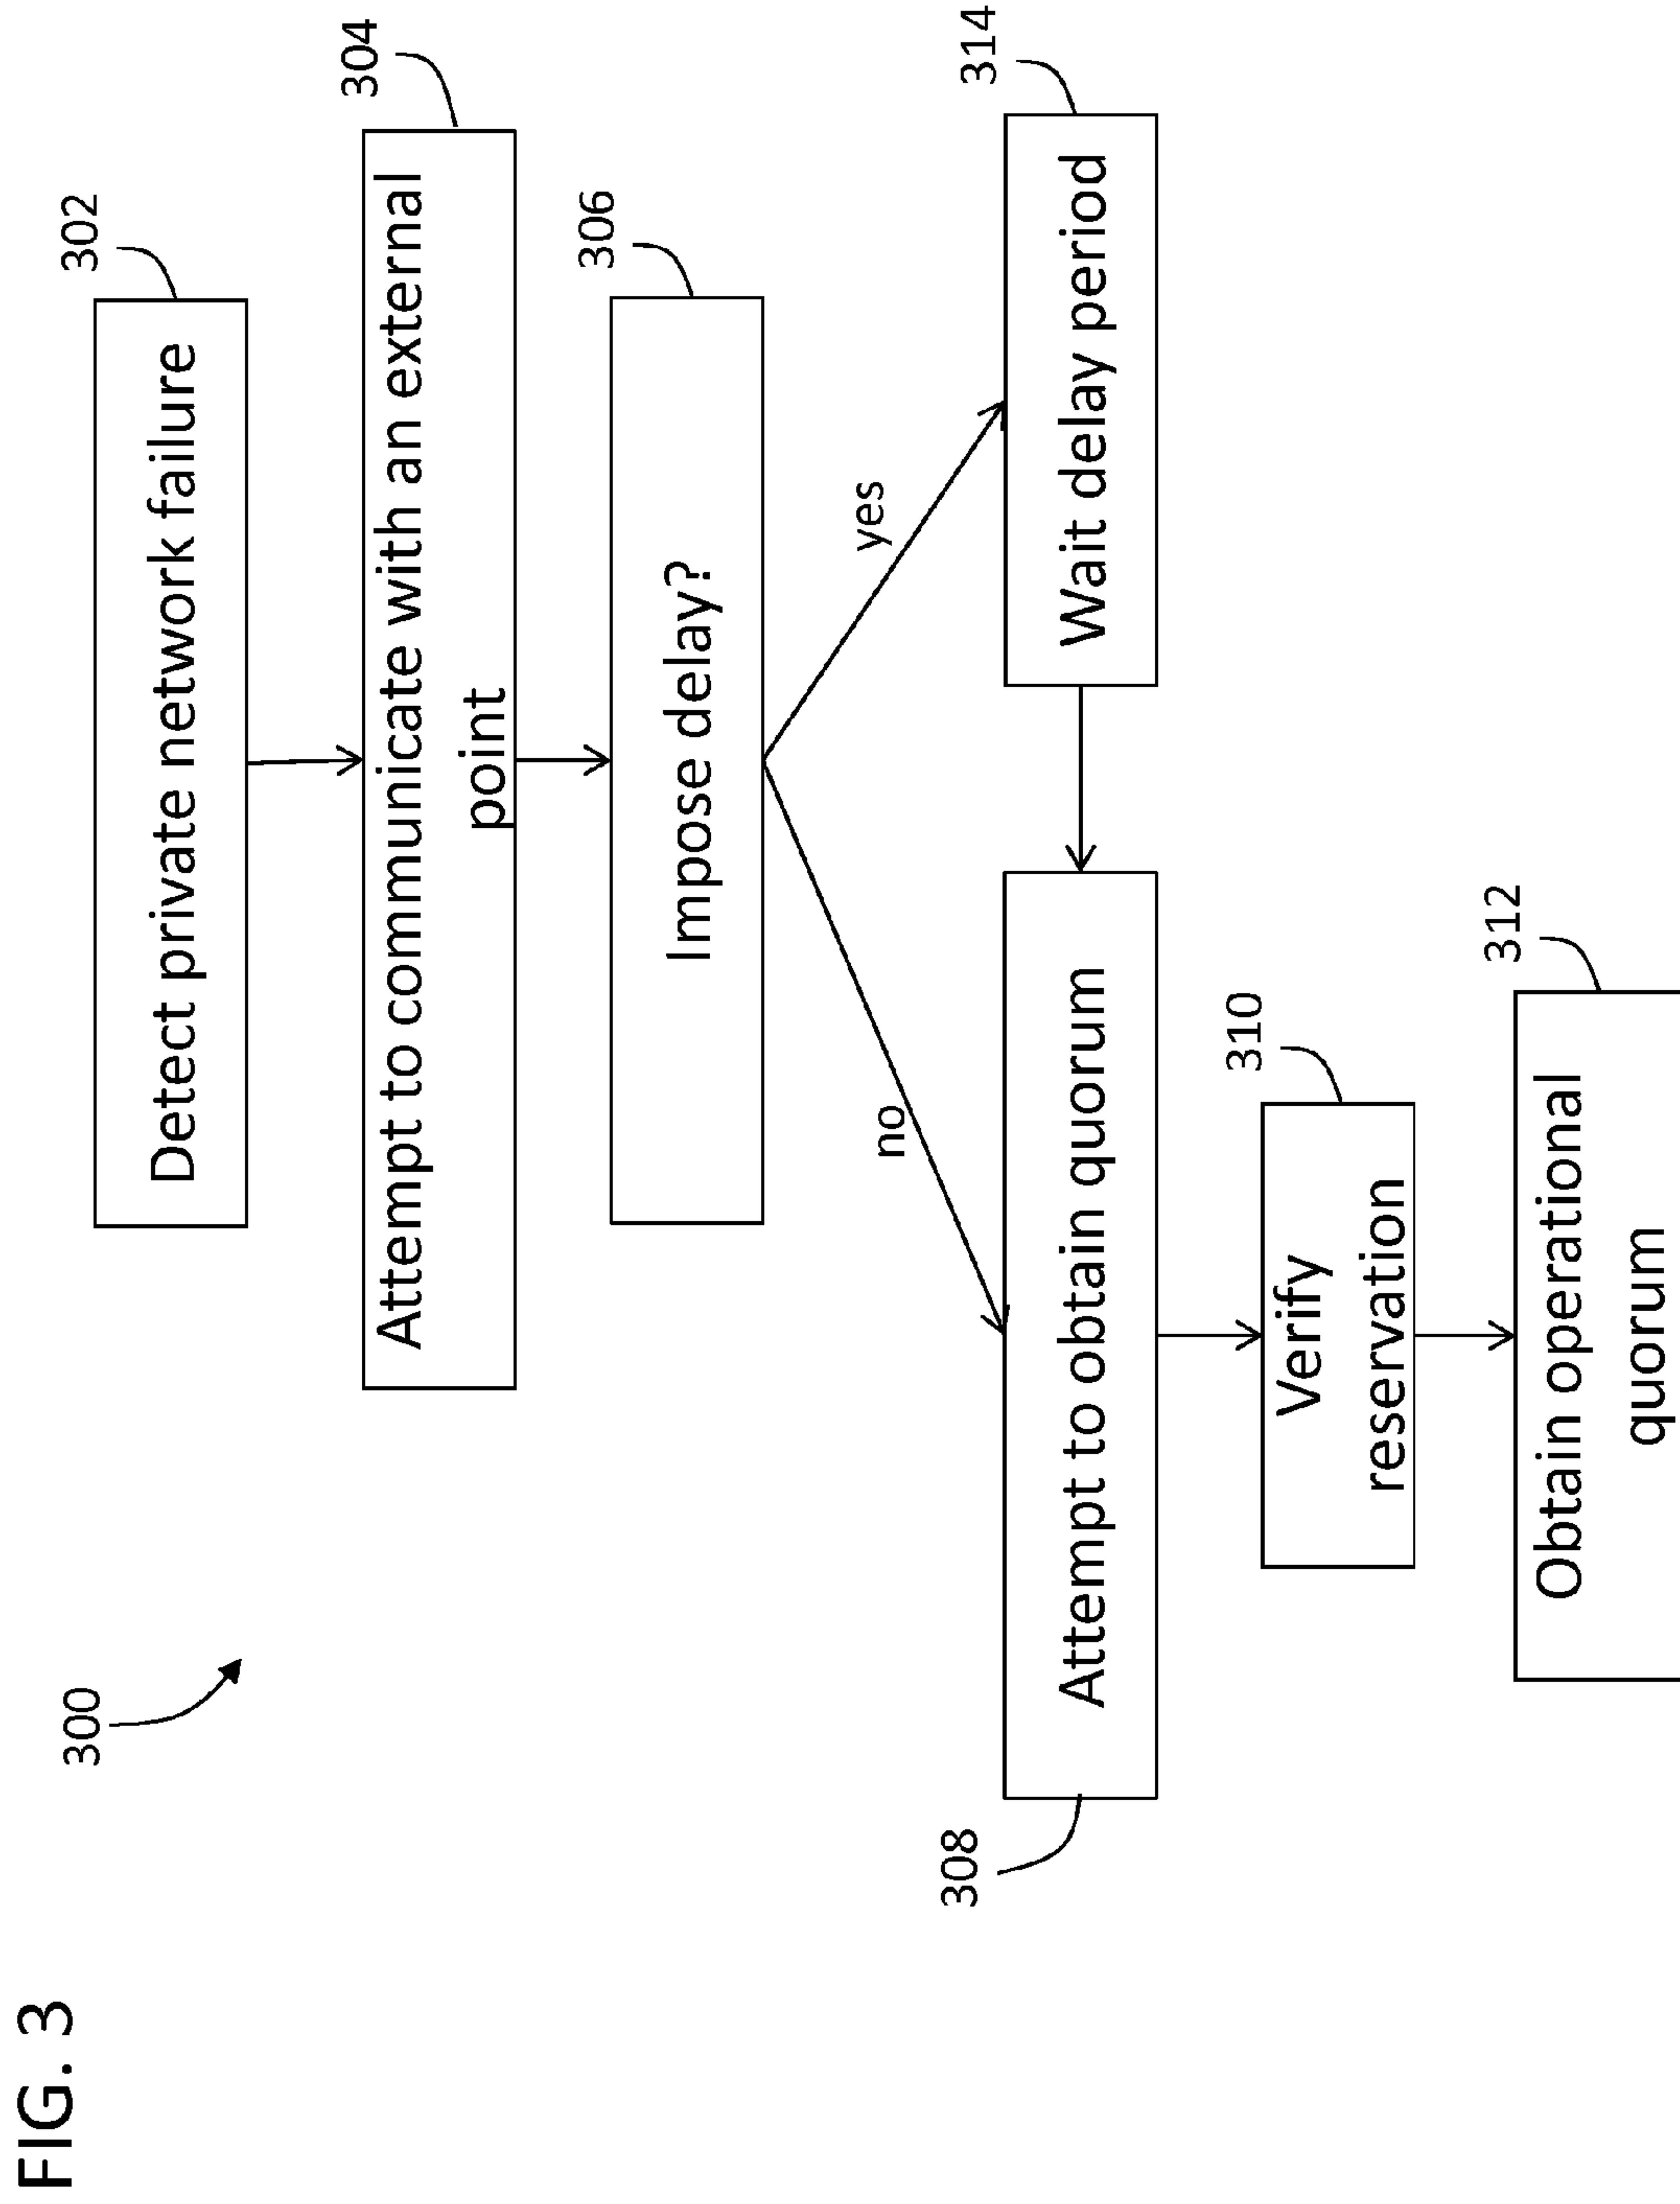 FIG. 3
300
302
Detect private network failure
304
Attempt to communicate with an external
point
306
Impose delay?
no
yes
308
Attempt to obtain quorum
314
Wait delay period
310
Verify
reservation
312
Obtain operational
quorum